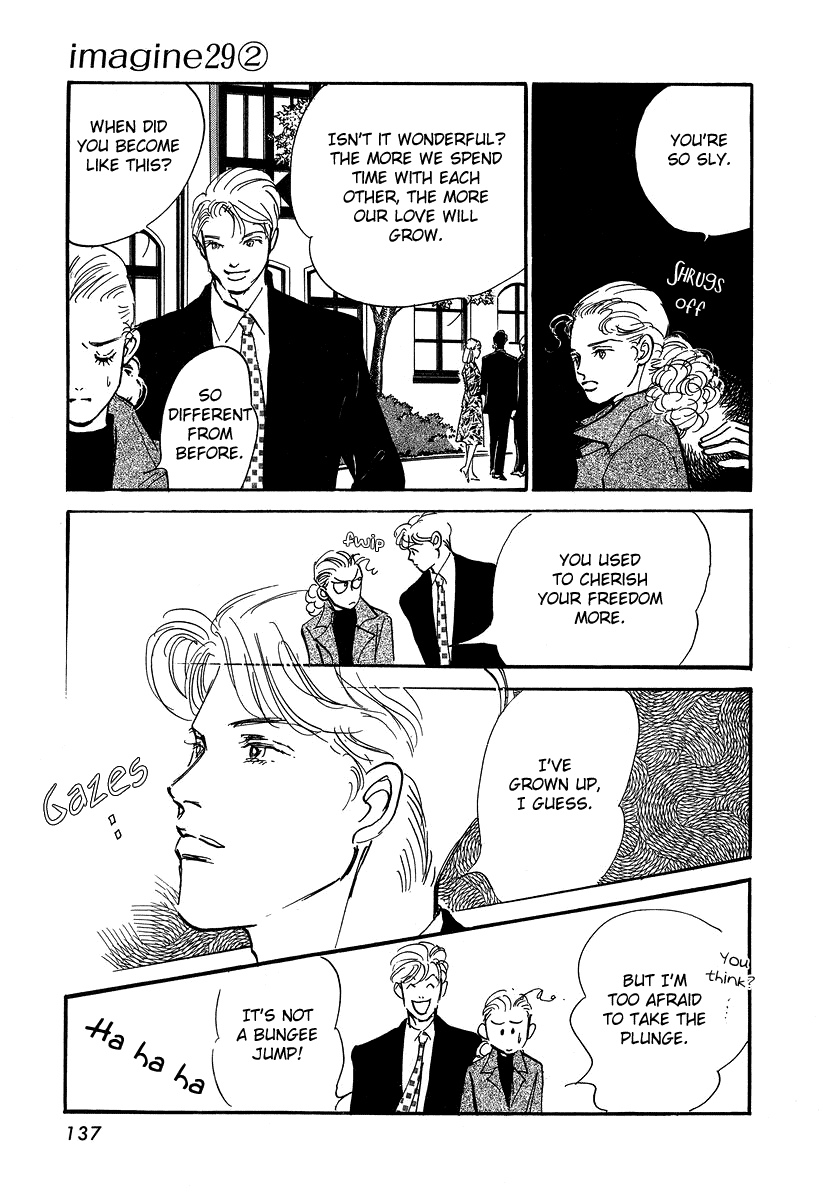 imagine29②
YOU'RE
SO SLY.
SHRUGS
off
ISN'T IT WONDERFUL?
THE MORE WE SPEND
TIME WITH EACH
OTHER, THE MORE
OUR LOVE WILL
GROW.
WHEN DID
YOU BECOME
LIKE THIS?
SO
DIFFERENT
FROM
BEFORE.
YOU USED
TO CHERISH
YOUR FREEDOM
MORE.
fwip
I'VE
GROWN UP,
I GUESS.
Gazes
You
think?
BUT I'M
TOO AFRAID
TO TAKE THE
PLUNGE.
IT'S NOT
A BUNGEE
JUMP!
Ha ha ha
137